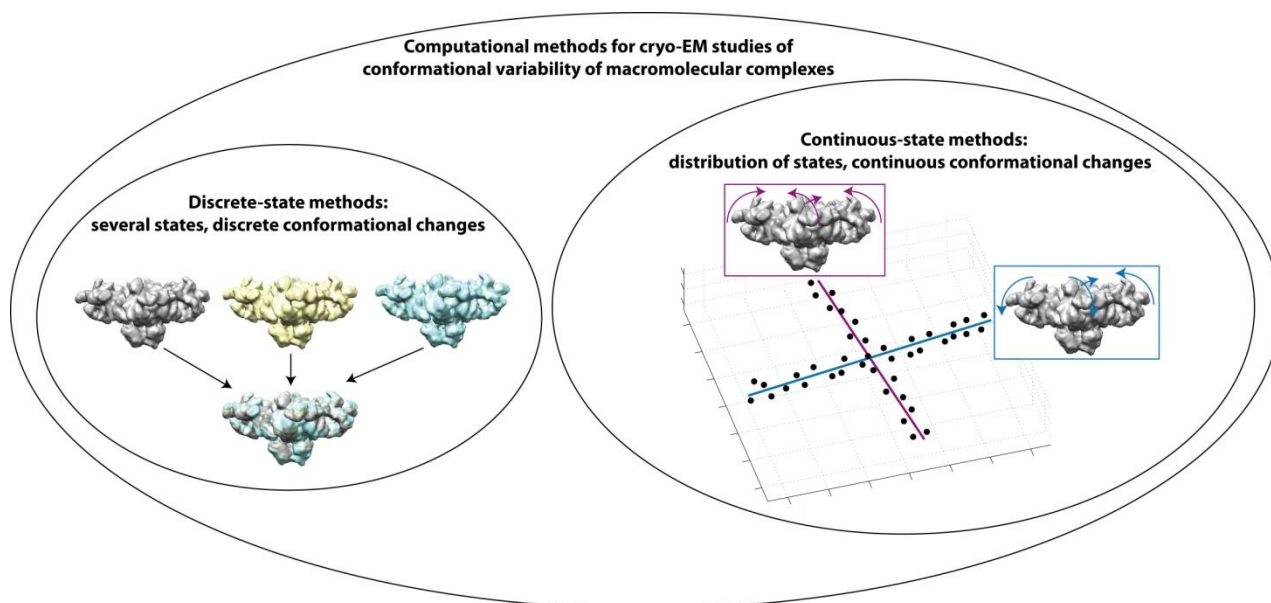 Computational methods for cryo-EM studies of
conformational variability of macromolecular complexes
Discrete-state methods:
several states, discrete conformational changes
Continuous-state methods:
distribution of states, continuous conformational changes